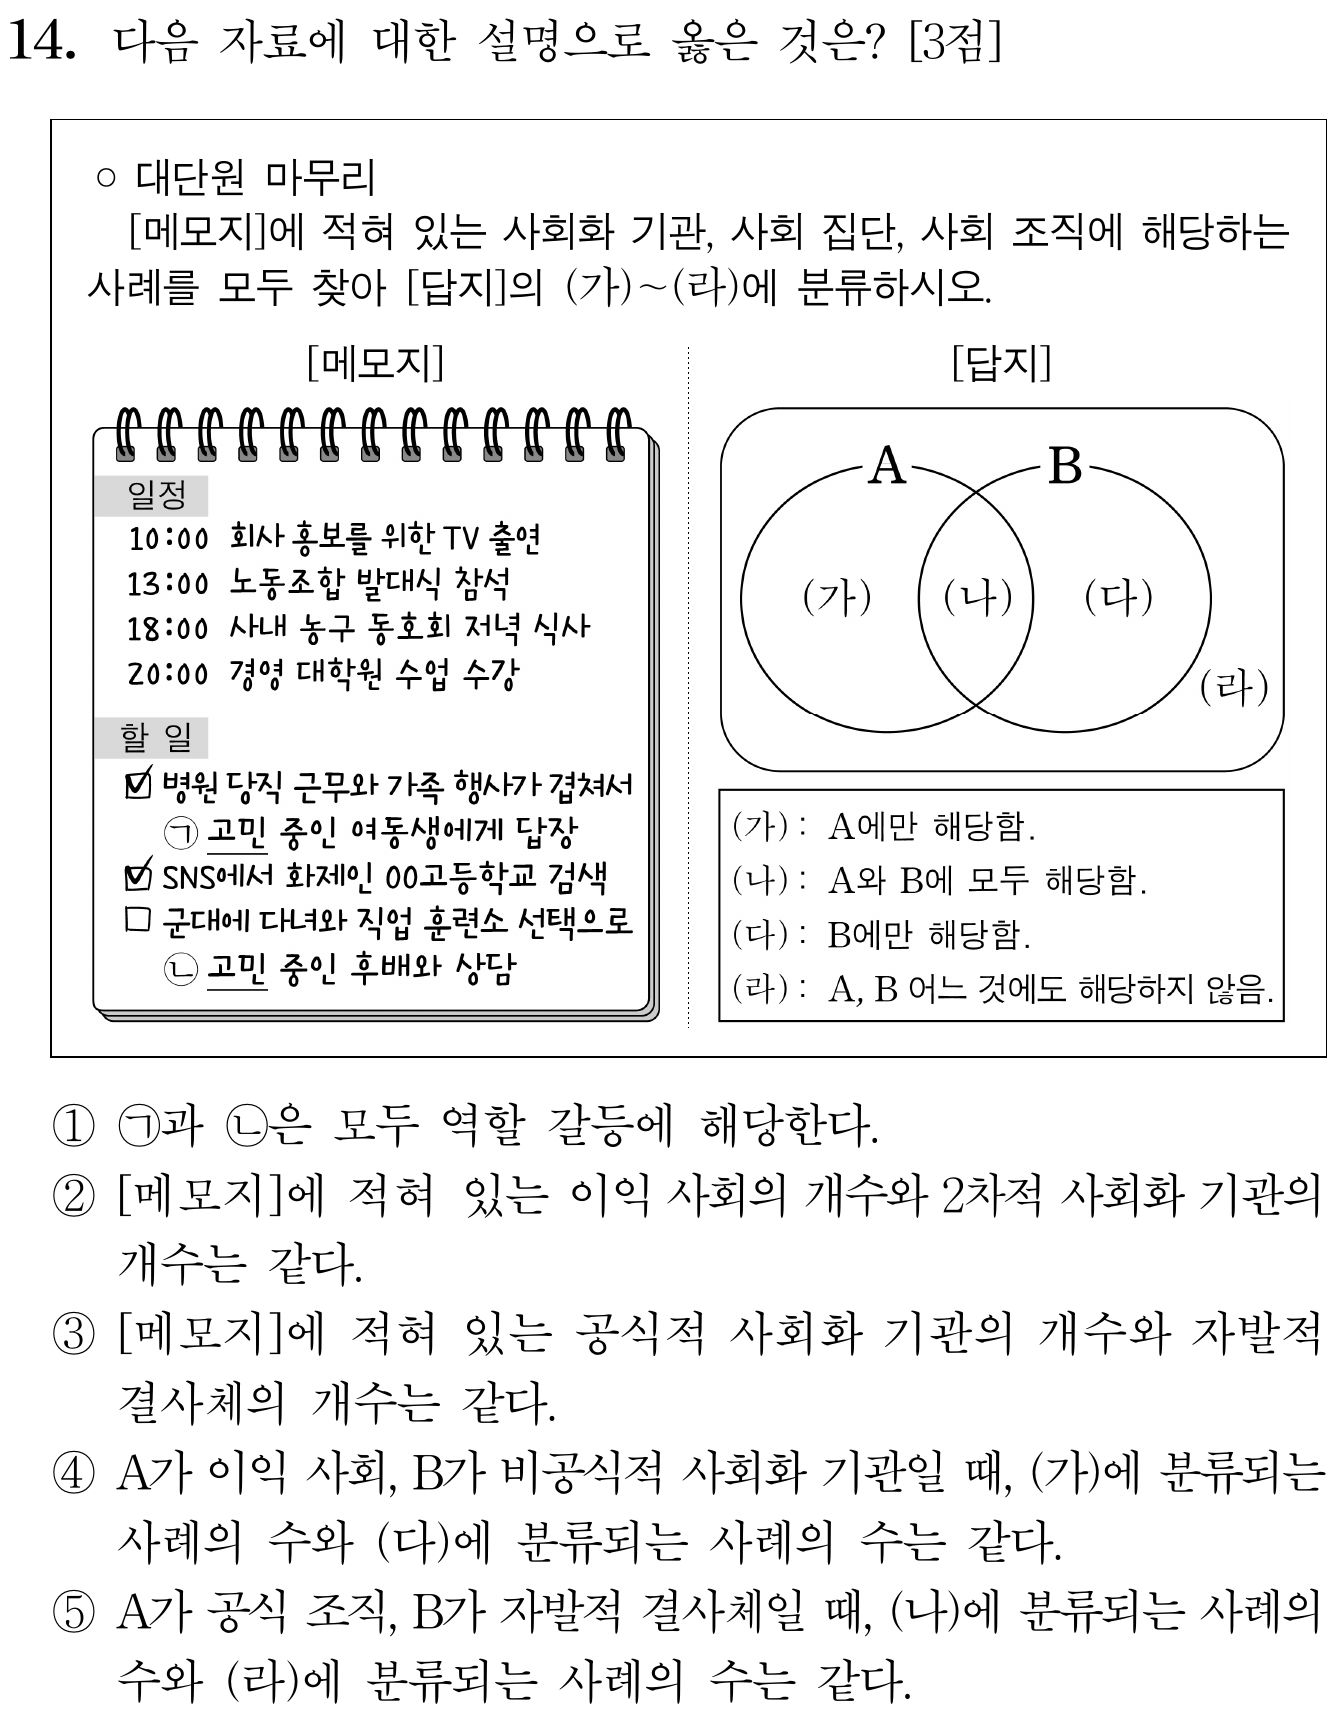 14. 다음 자료에 대한 설명으로 옳은 것은? [3점]
○ 대단원 마무리
[메모지]에 적혀 있는 사회화 기관, 사회 집단, 사회 조직에 해당하는
사례를 모두 찾아 [답지]의 (가)~(라)에 분류하시오.
[메모지]
일정
10:00 회사 홍보를 위한 TV 출연
13:00 노동조합 발대식 참석
18:00 사내 농구 동호회 저녁 식사
20:00 경영 대학원 수업 수강
할 일
☑ 병원 당직 근무와 가족 행사가 겹쳐서
㉠ 고민 중인 여동생에게 답장
☑ SNS에서 화제인 00고등학교 검색
□ 군대에 다녀와 직업 훈련소 선택으로
㉡ 고민 중인 후배와 상담
[답지]
A B
(가) (나) (다)
(라)
(가) : A에만 해당함.
(나) : A와 B에 모두 해당함.
(다) : B에만 해당함.
(라) : A, B 어느 것에도 해당하지 않음.
① ㉠과 ㉡은 모두 역할 갈등에 해당한다.
② [메모지]에 적혀 있는 이익 사회의 개수와 2차적 사회화 기관의
개수는 같다.
③ [메모지]에 적혀 있는 공식적 사회화 기관의 개수와 자발적
결사체의 개수는 같다.
④ A가 이익 사회, B가 비공식적 사회화 기관일 때, (가)에 분류되는
사례의 수와 (다)에 분류되는 사례의 수는 같다.
⑤ A가 공식 조직, B가 자발적 결사체일 때, (나)에 분류되는 사례의
수와 (라)에 분류되는 사례의 수는 같다.